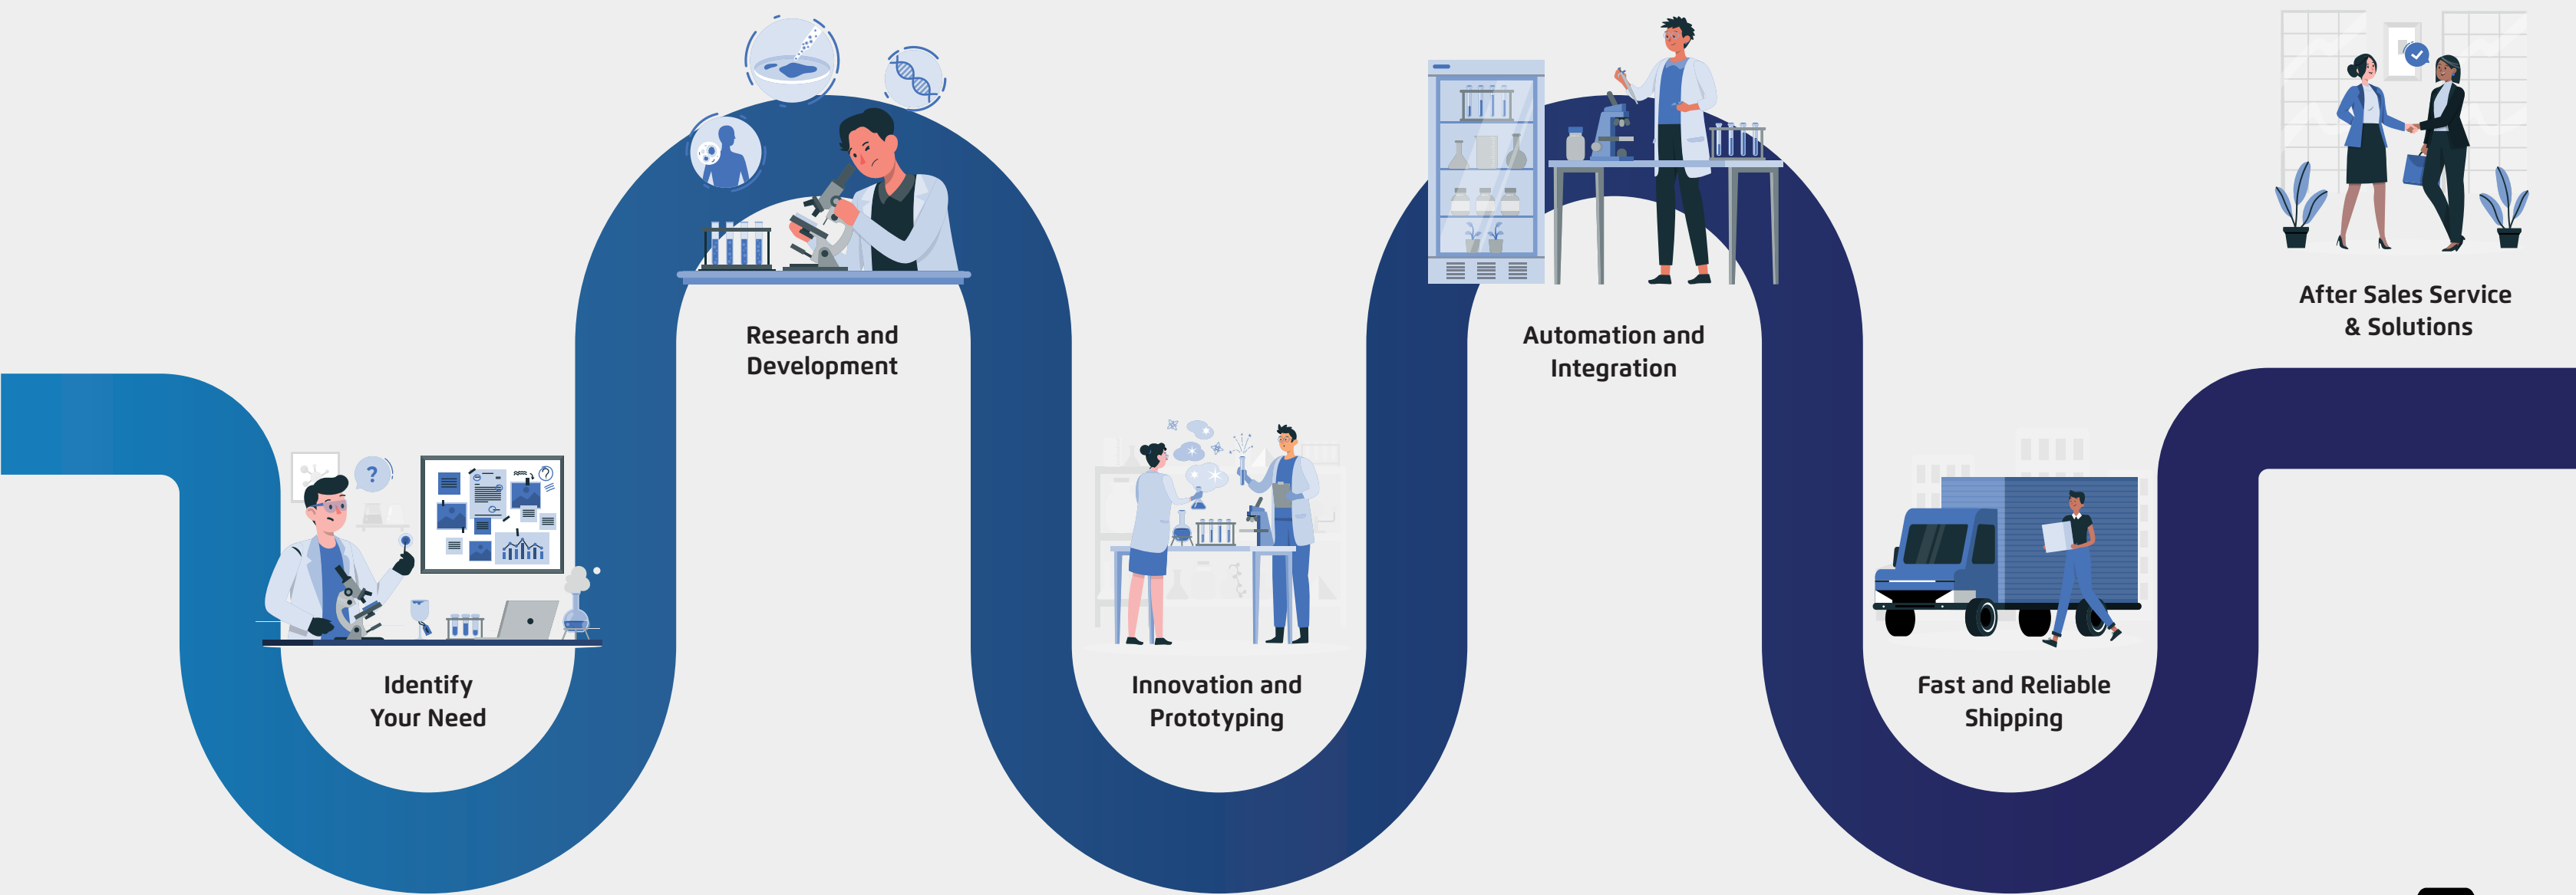 Identify
Your Need
?
Research and
Development
Innovation and
Prototyping
Automation and
Integration
Fast and Reliable
Shipping
After Sales Service
& Solutions